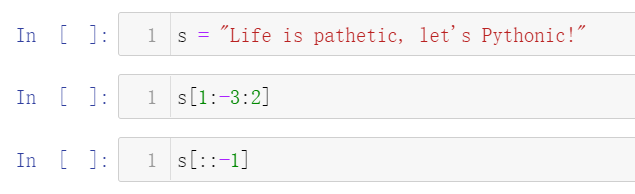 In [ ]: 1 s = "Life is pathetic, let's Pythonic!"
In [ ]: 1 s[1:-3:2]
In [ ]: 1 s[::-1]